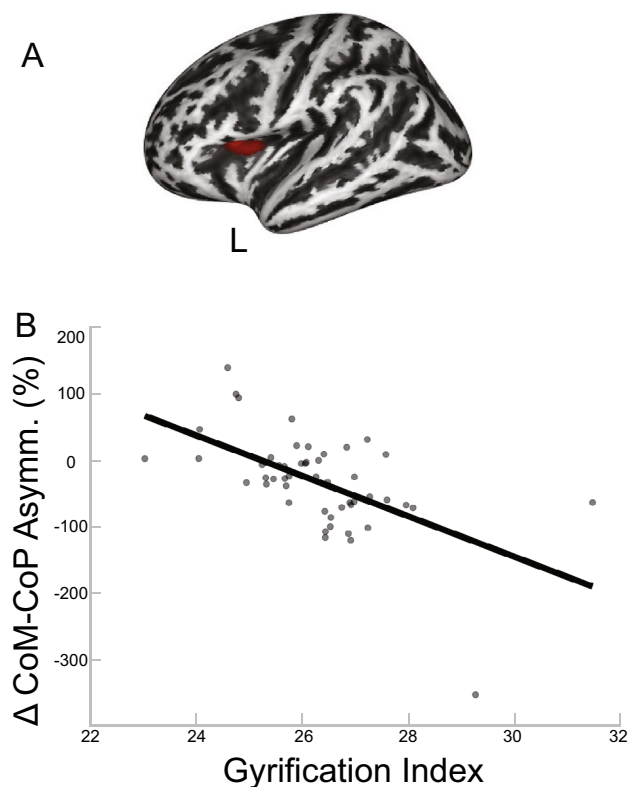 A
L
B
Δ CoM-CoP Asymm. (%)
200
100
0
-100
-200
-300
22 24 26 28 30 32
Gyrification Index